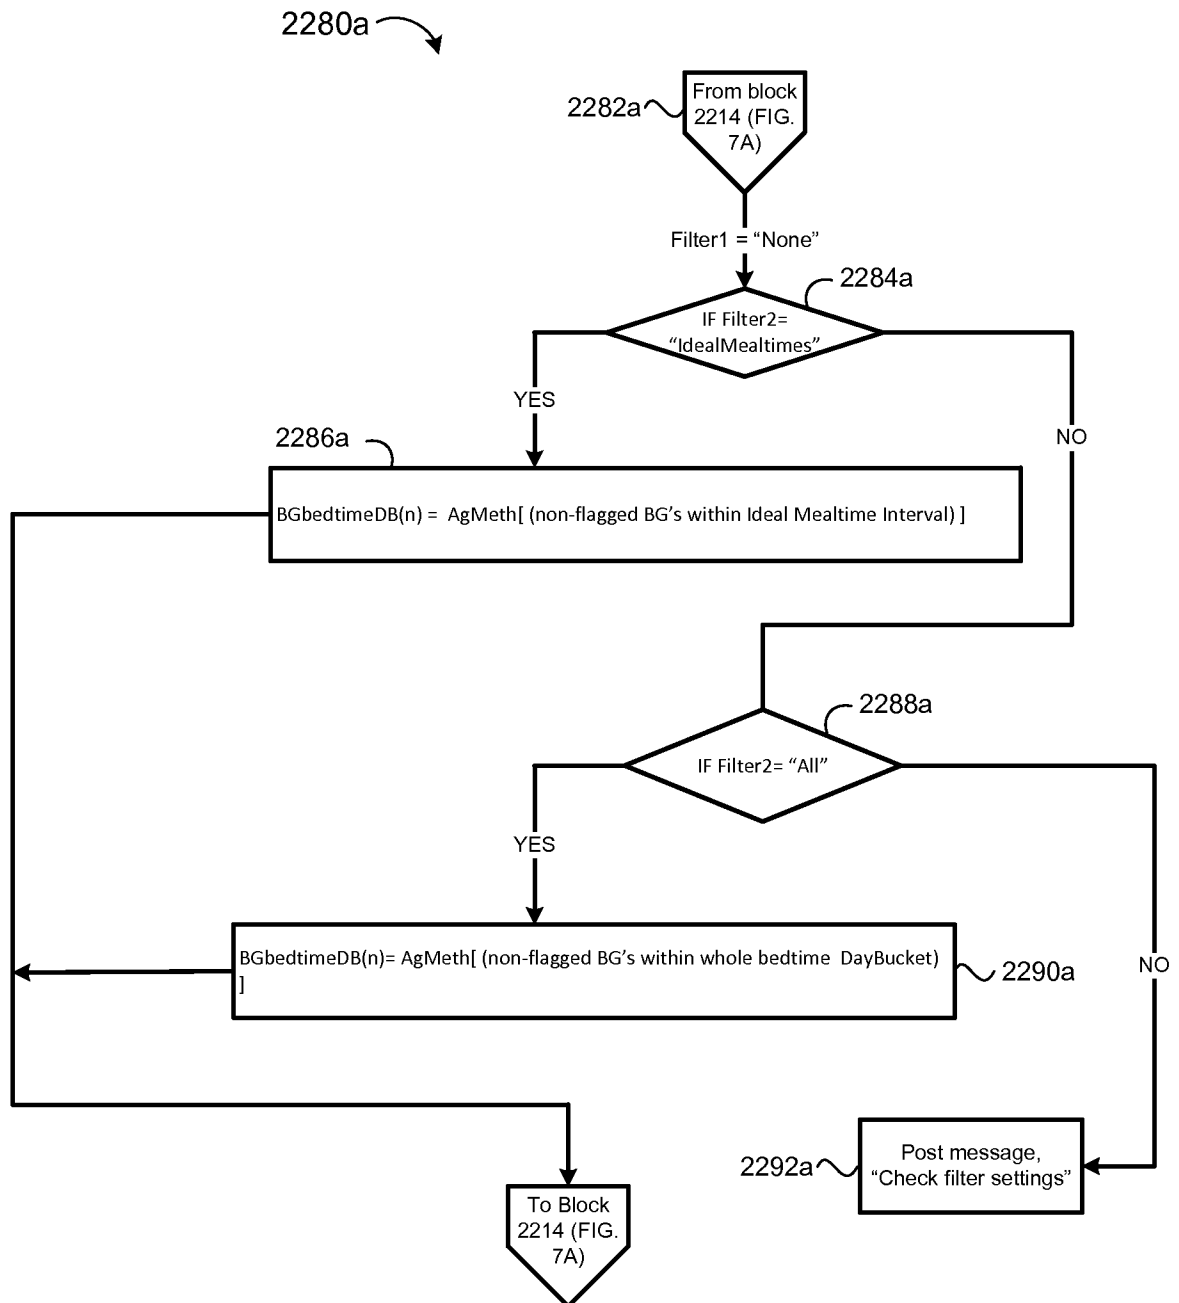 2280a
2282a
From block
2214 (FIG.
7A)
Filter1 = “None”
2284a
IF Filter2=
“IdealMealtimes”
YES
NO
2286a
BGbedtimeDB(n) = AgMeth[ (non-flagged BG’s within Ideal Mealtime Interval) ]
2288a
IF Filter2= “All”
YES
NO
BGbedtimeDB(n)= AgMeth[ (non-flagged BG’s within whole bedtime DayBucket)
]
2290a
2292a
Post message,
“Check filter settings”
To Block
2214 (FIG.
7A)